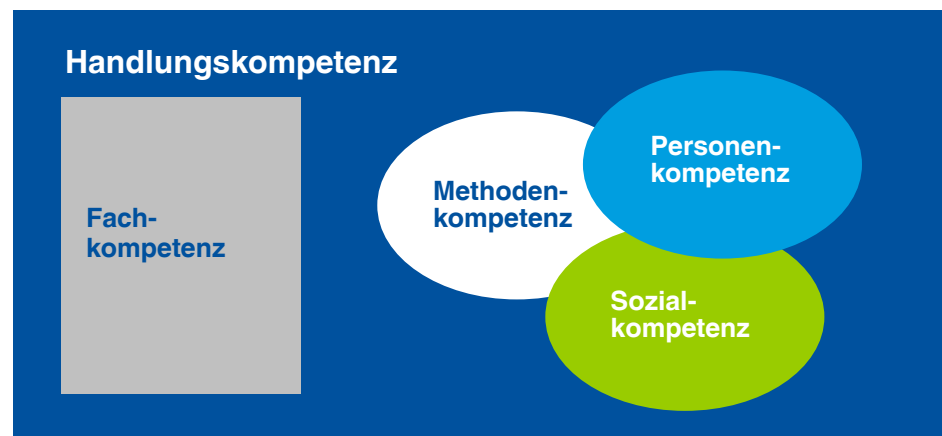 Handlungskompetenz
Fach-
kompetenz
Methoden-
kompetenz
Personen-
kompetenz
Sozial-
kompetenz